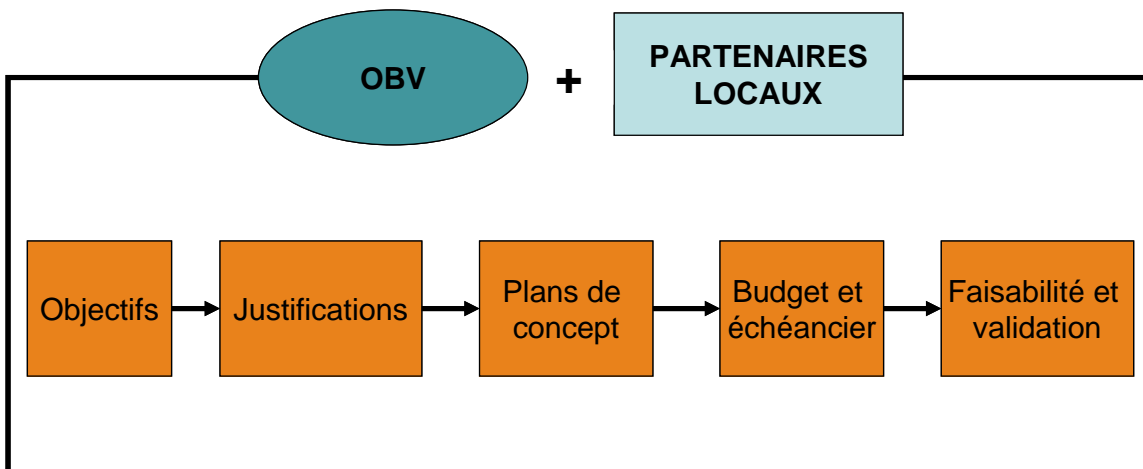 OBV
+
PARTENAIRES
LOCAUX
Objectifs
Justifications
Plans de
concept
Budget et
échéancier
Faisabilité et
validation